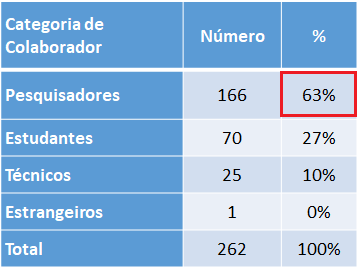 Categoria de Colaborador Número %
Pesquisadores 166 63%
Estudantes 70 27%
Técnicos 25 10%
Estrangeiros 1 0%
Total 262 100%